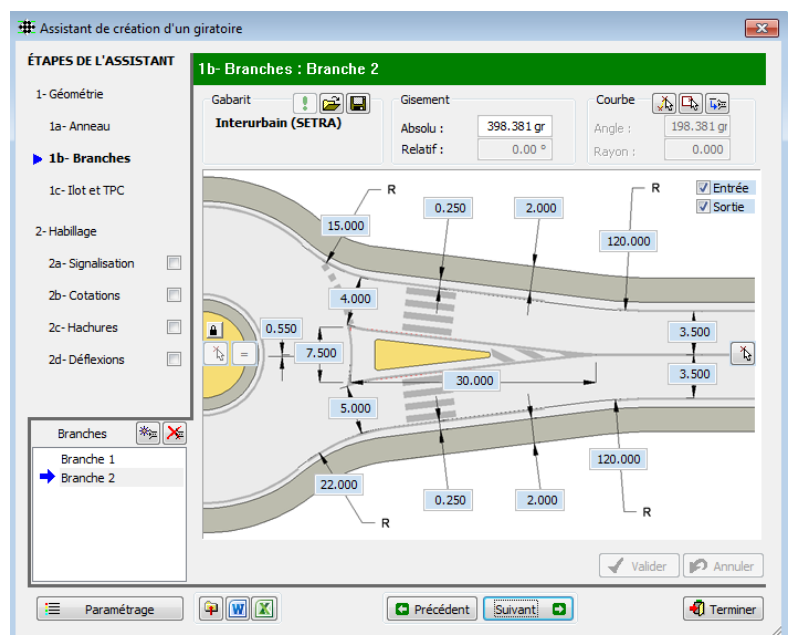 Assistant de création d'un giratoire
ÉTAPES DE L'ASSISTANT
1- Géométrie
1a- Anneau
1b- Branches
1c- Ilot et TPC
2- Habillage
2a- Signalisation
2b- Cotations
2c- Hachures
2d- Déflexions
Branches
Branche 1
Branche 2
1b- Branches : Branche 2
Gabarit
Interurbain (SETRA)
Gisement
Absolu : 398.381 gr
Relatif : 0.00 °
Courbe
Angle : 198.381 gr
Rayon : 0.000
Entrée
Sortie
R
R
0.250
2.000
15.000
120.000
4.000
0.550
3.500
7.500
=
3.500
30.000
5.000
120.000
22.000
0.250
2.000
R
R
Valider
Annuler
Paramétrage
W
X
Précédent
Suivant
Terminer